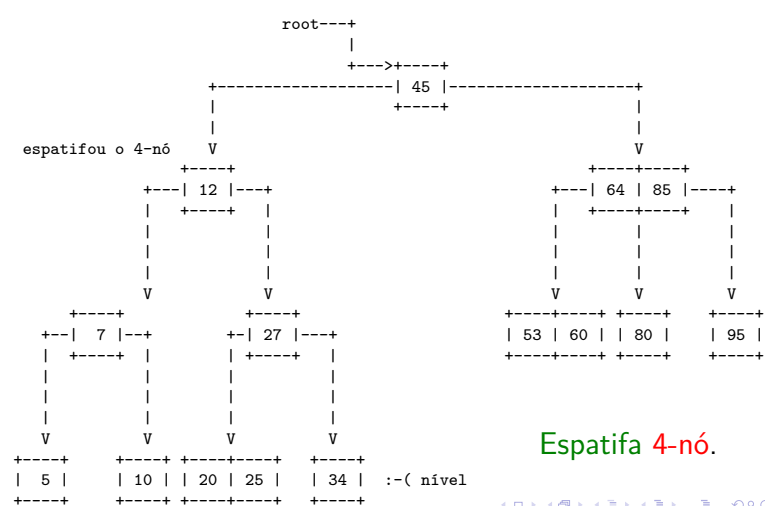 root---+
|
+--->+----+
+------------------| 45 |-------------------+
| +----+ |
| |
espatifou o 4-nó V V
+----+ +----+----+
+---| 12 |---+ +---| 64 | 85 |----+
| +----+ | | +----+----+ |
| | | | |
| | | | |
| | | | |
V V V V V
+----+ +----+ +----+----+ +----+ +----+
+--| 7 |--+ +-| 27 |---+ | 53 | 60 | | 80 | | 95 |
| +----+ | | +----+ | +----+----+ +----+ +----+
| | | |
| | | |
| | | |
V V V V
+----+ +----+ +----+----+ +----+
| 5 | | 10 | | 20 | 25 | | 34 | :-( nível
+----+ +----+ +----+----+ +----+
Espatifa 4-nó.